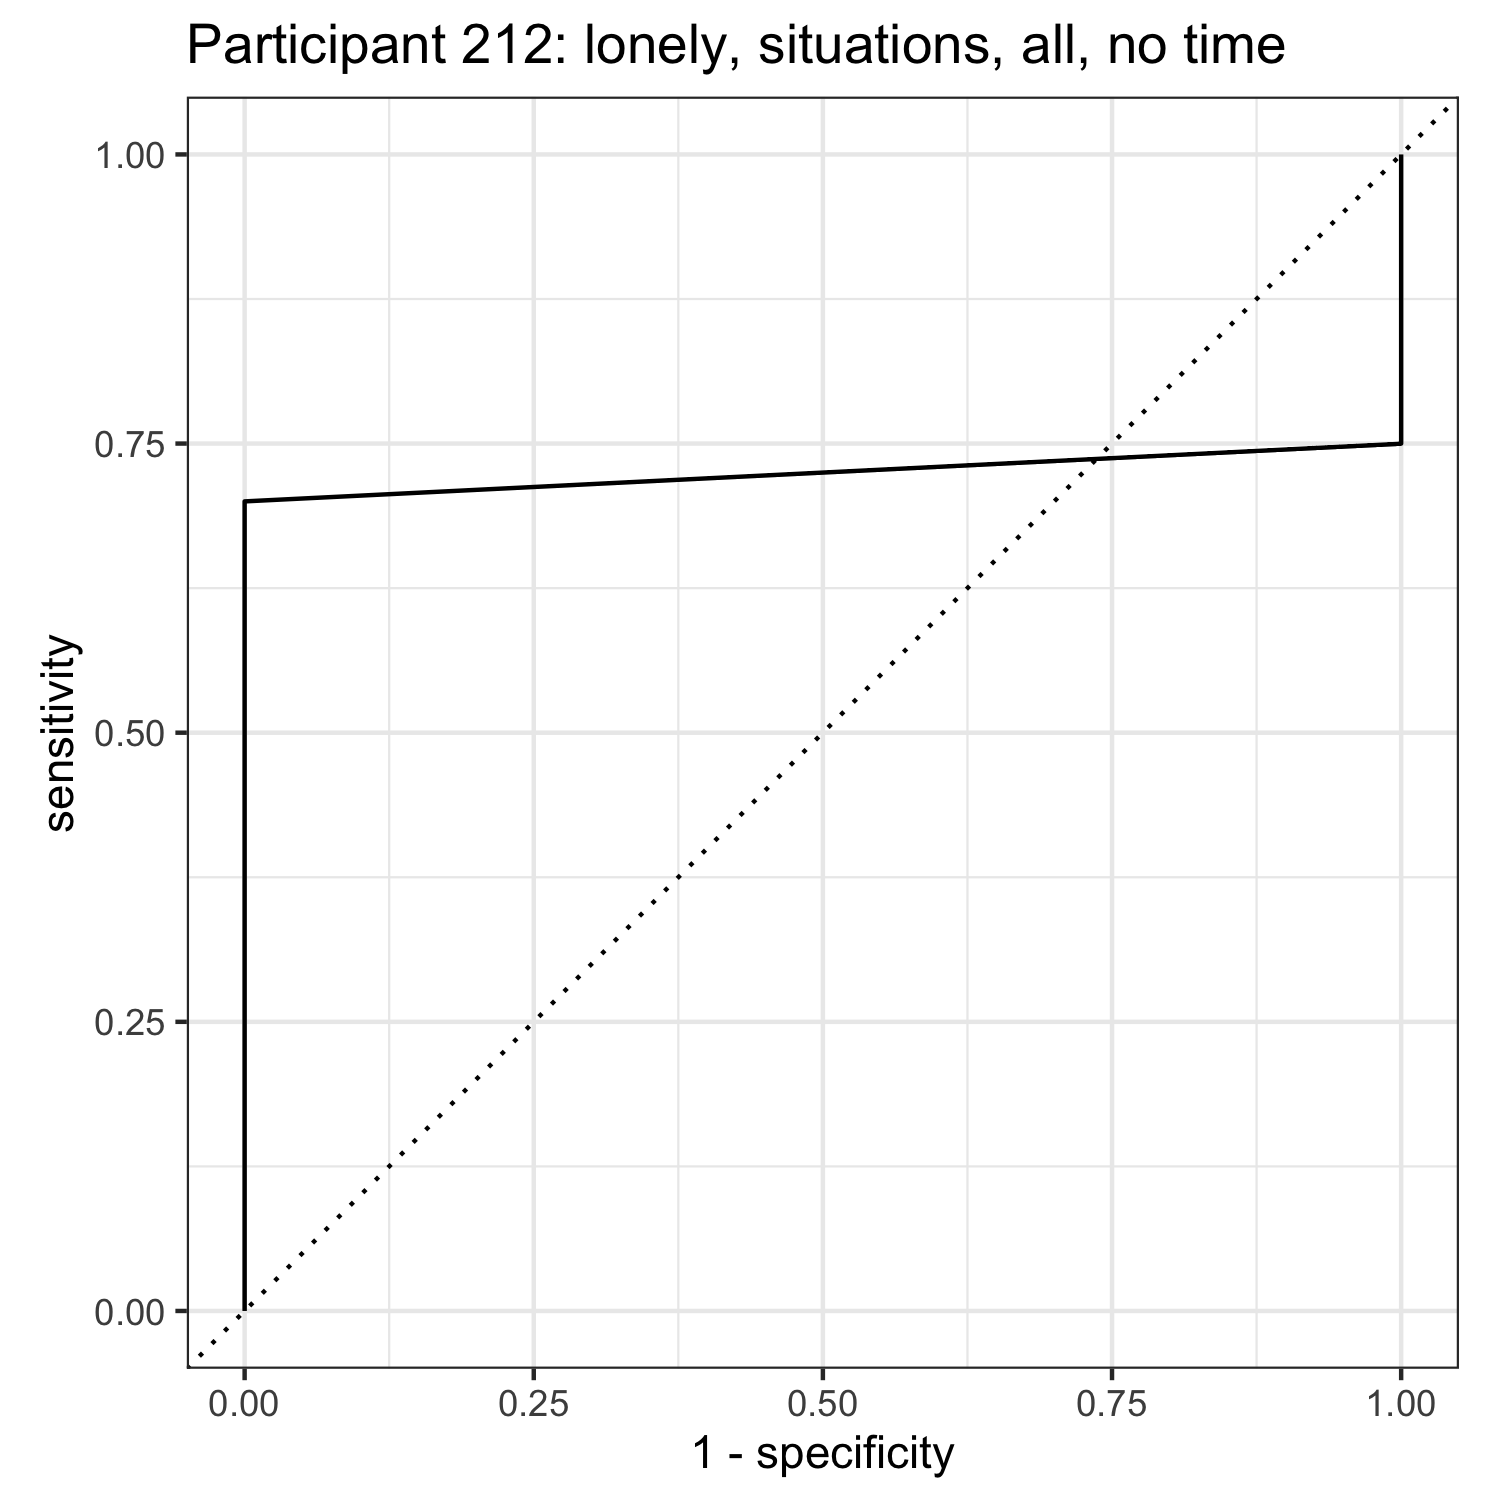 Participant 212: lonely, situations, all, no time
1.00
0.75
0.50
0.25
0.00
sensitivity
0.00 0.25 0.50 0.75 1.00
1 - specificity